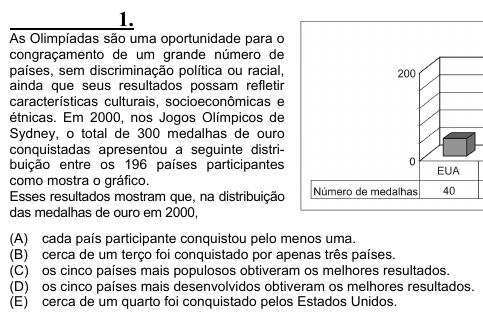 1.
As Olimpíadas são uma oportunidade para o
congraçamento de um grande número de
países, sem discriminação política ou racial,
ainda que seus resultados possam refletir
características culturais, socioeconômicas e
étnicas. Em 2000, nos Jogos Olímpicos de
Sydney, o total de 300 medalhas de ouro
conquistadas apresentou a seguinte distri-
buição entre os 196 países participantes
como mostra o gráfico.
Esses resultados mostram que, na distribuição
das medalhas de ouro em 2000,
200
0
EUA
Número de medalhas 40
(A) cada país participante conquistou pelo menos uma.
(B) cerca de um terço foi conquistado por apenas três países.
(C) os cinco países mais populosos obtiveram os melhores resultados.
(D) os cinco países mais desenvolvidos obtiveram os melhores resultados.
(E) cerca de um quarto foi conquistado pelos Estados Unidos.